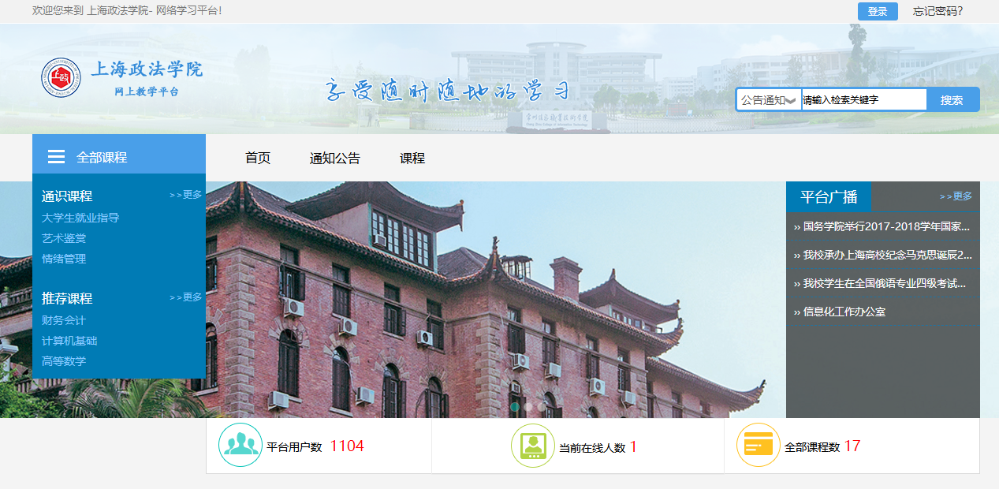 欢迎您来到 上海政法学院- 网络学习平台!
登录
忘记密码?
上海政法学院
网上教学平台
享受随时随地的学习
公告通知
请输入检索关键字
搜索
全部课程
首页
通知公告
课程
通识课程
>>更多
大学生就业指导
艺术鉴赏
情绪管理
推荐课程
>>更多
财务会计
计算机基础
高等数学
平台广播
>>更多
›› 国务学院举行2017-2018学年国家...
›› 我校承办上海高校纪念马克思诞辰2...
›› 我校学生在全国俄语专业四级考试...
›› 信息化工作办公室
平台用户数 1104
当前在线人数 1
全部课程数 17